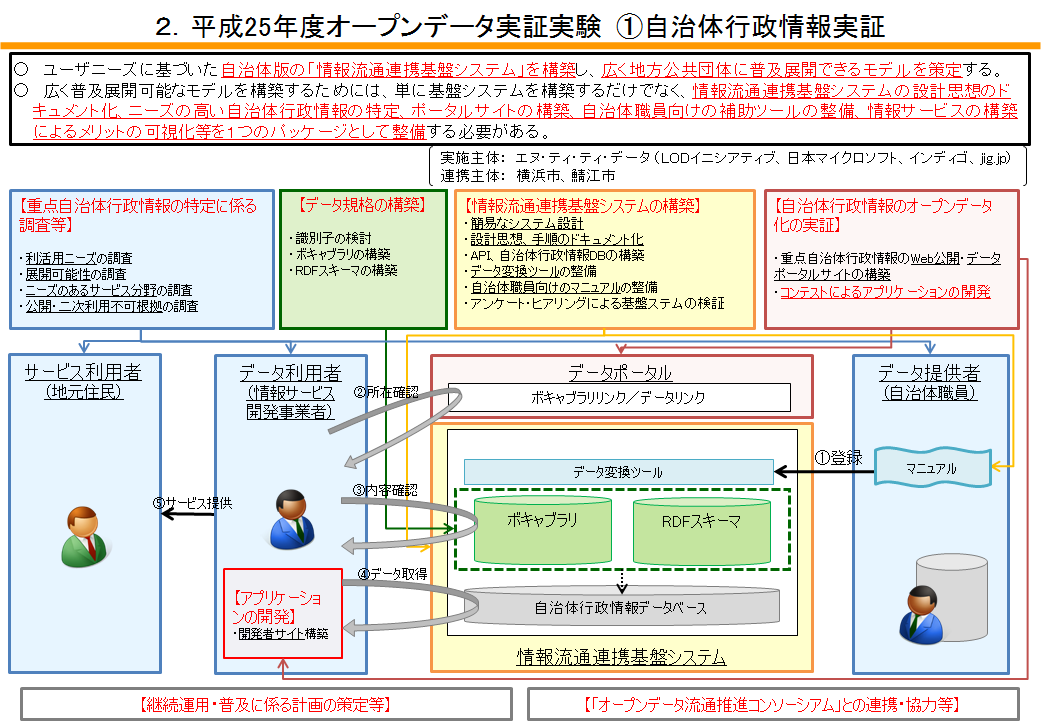 ２．平成25年度オープンデータ実証実験 ①自治体行政情報実証
○ ユーザニーズに基づいた自治体版の「情報流通連携基盤システム」を構築し、広く地方公共団体に普及展開できるモデルを策定する。
○ 広く普及展開可能なモデルを構築するためには、単に基盤システムを構築するだけでなく、情報流通連携基盤システムの設計思想のド
キュメント化、ニーズの高い自治体行政情報の特定、ポータルサイトの構築、自治体職員向けの補助ツールの整備、情報サービスの構築
によるメリットの可視化等を１つのパッケージとして整備する必要がある。
実施主体： エヌ・ティ・ティ・データ（LODイニシアティブ、日本マイクロソフト、インディゴ、jig.jp）
連携主体： 横浜市、鯖江市
【重点自治体行政情報の特定に係る
調査等】
・利活用ニーズの調査
・展開可能性の調査
・ニーズのあるサービス分野の調査
・公開・二次利用不可根拠の調査
【データ規格の構築】
・識別子の検討
・ボキャブラリの構築
・RDFスキーマの構築
【情報流通連携基盤システムの構築】
・簡易なシステム設計
・設計思想、手順のドキュメント化
・API、自治体行政情報DBの構築
・データ変換ツールの整備
・自治体職員向けのマニュアルの整備
・アンケート・ヒアリングによる基盤ステムの検証
【自治体行政情報のオープンデータ
化の実証】
・重点自治体行政情報のWeb公開・データ
ポータルサイトの構築
・コンテストによるアプリケーションの開発
サービス利用者
（地元住民）
データ利用者
（情報サービス
開発事業者）
②所在確認
データポータル
ボキャブラリリンク／データリンク
データ提供者
（自治体職員）
①登録
マニュアル
データ変換ツール
③内容確認
⑤サービス提供
ボキャブラリ
RDFスキーマ
④データ取得
【アプリケーショ
ンの開発】
・開発者サイト構築
自治体行政情報データベース
情報流通連携基盤システム
【継続運用・普及に係る計画の策定等】
【「オープンデータ流通推進コンソーシアム」との連携・協力等】